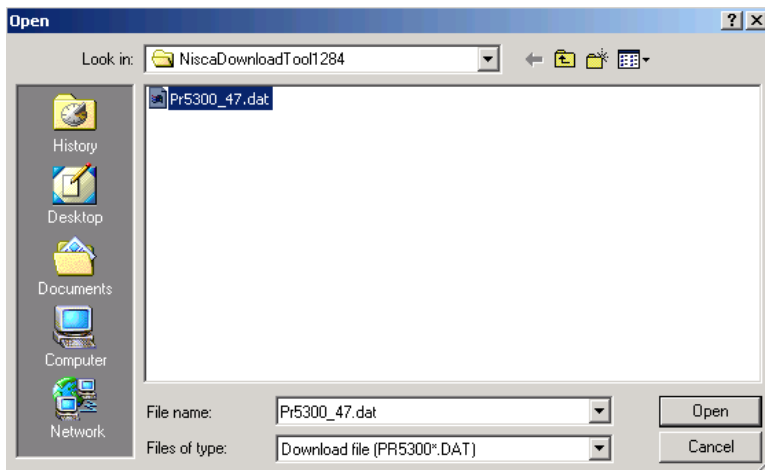 Open
Look in: NiscaDownloadTool1284
Pr5300_47.dat
History
Desktop
Documents
Computer
Network
File name: Pr5300_47.dat Open
Files of type: Download file (PR5300*.DAT) Cancel